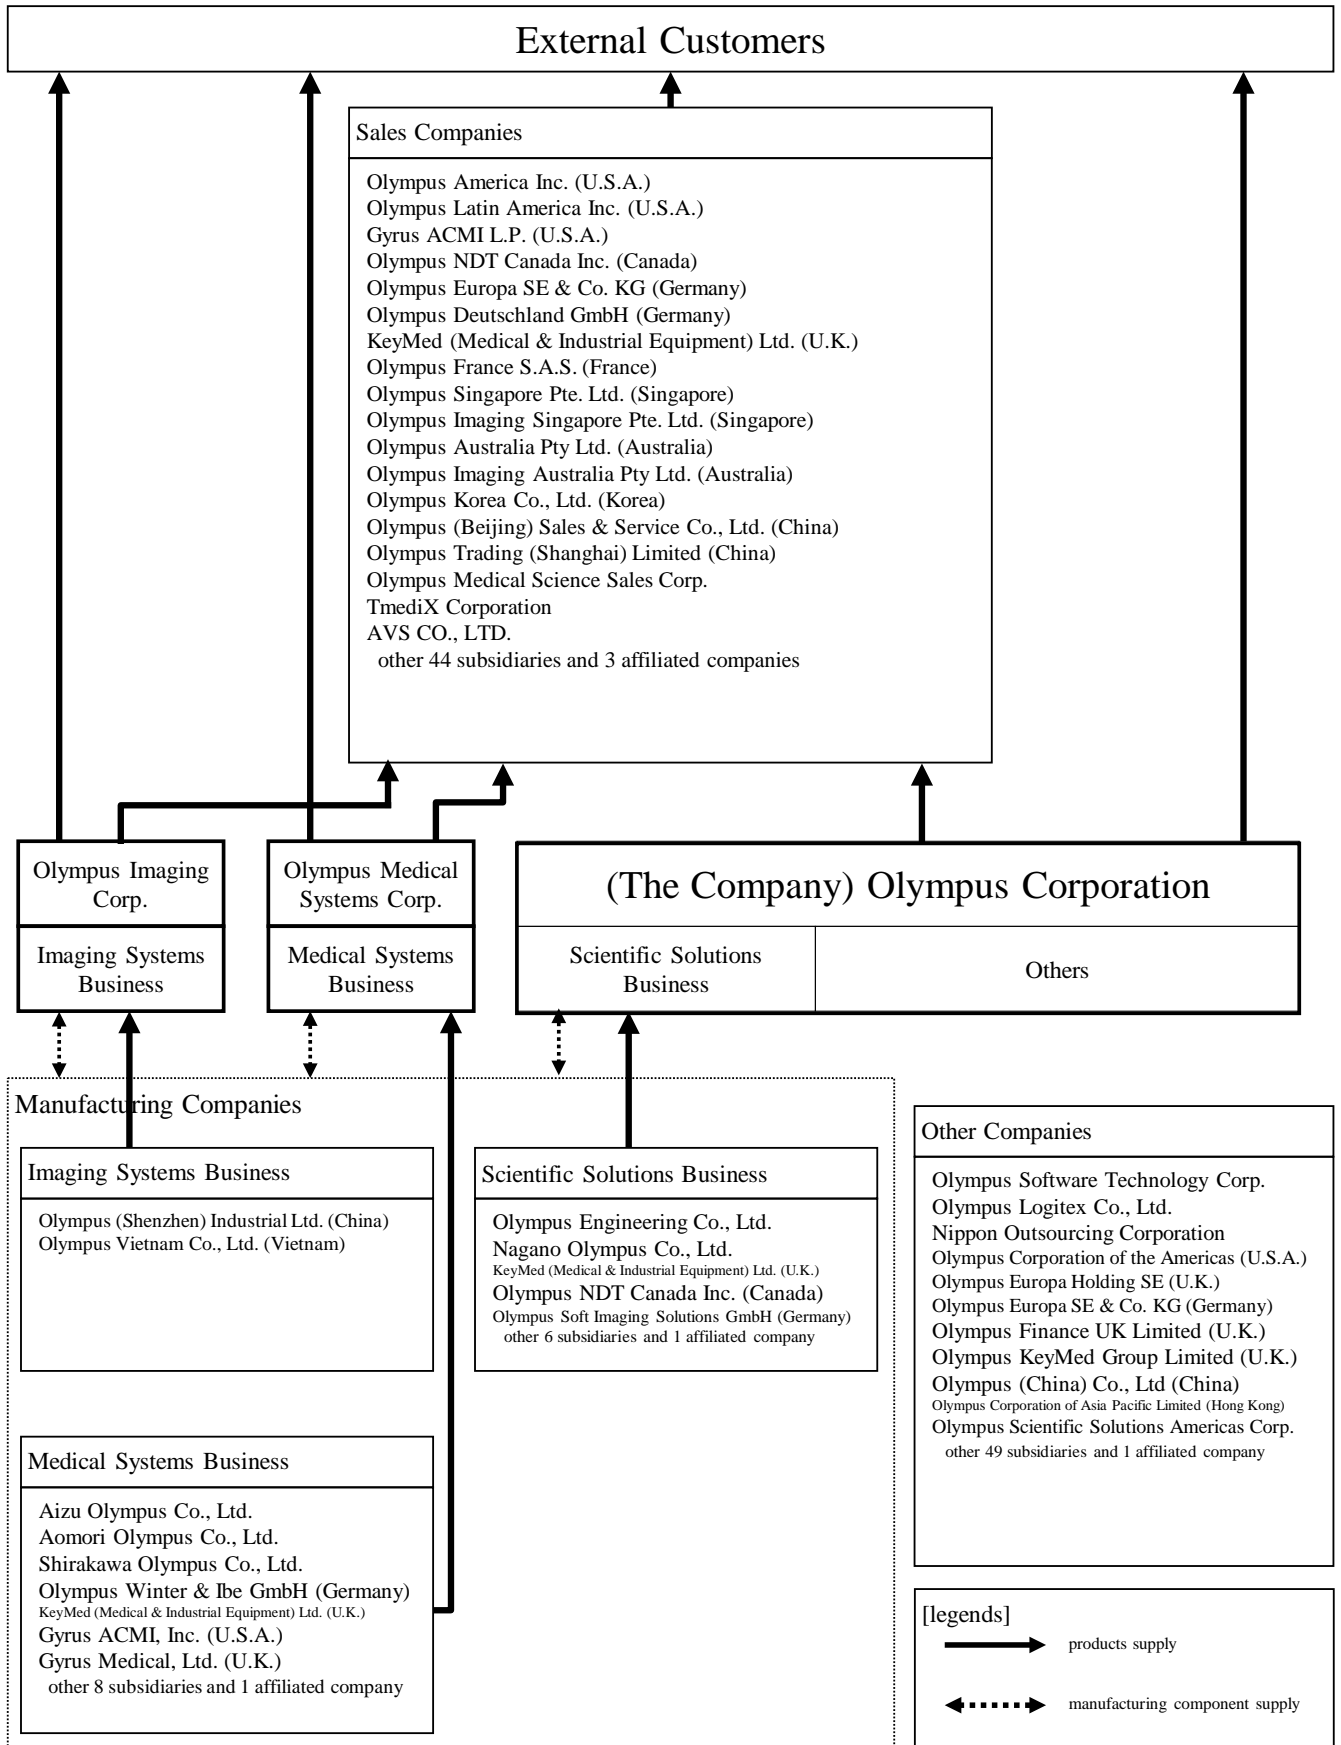 External Customers
Sales Companies
Olympus America Inc. (U.S.A.)
Olympus Latin America Inc. (U.S.A.)
Gyrus ACMI L.P. (U.S.A.)
Olympus NDT Canada Inc. (Canada)
Olympus Europa SE & Co. KG (Germany)
Olympus Deutschland GmbH (Germany)
KeyMed (Medical & Industrial Equipment) Ltd. (U.K.)
Olympus France S.A.S. (France)
Olympus Singapore Pte. Ltd. (Singapore)
Olympus Imaging Singapore Pte. Ltd. (Singapore)
Olympus Australia Pty Ltd. (Australia)
Olympus Imaging Australia Pty Ltd. (Australia)
Olympus Korea Co., Ltd. (Korea)
Olympus (Beijing) Sales & Service Co., Ltd. (China)
Olympus Trading (Shanghai) Limited (China)
Olympus Medical Science Sales Corp.
TmediX Corporation
AVS CO., LTD.
other 44 subsidiaries and 3 affiliated companies
Olympus Imaging
Corp.
Imaging Systems
Business
Olympus Medical
Systems Corp.
Medical Systems
Business
(The Company) Olympus Corporation
Scientific Solutions
Business
Others
Manufacturing Companies
Imaging Systems Business
Olympus (Shenzhen) Industrial Ltd. (China)
Olympus Vietnam Co., Ltd. (Vietnam)
Scientific Solutions Business
Olympus Engineering Co., Ltd.
Nagano Olympus Co., Ltd.
KeyMed (Medical & Industrial Equipment) Ltd. (U.K.)
Olympus NDT Canada Inc. (Canada)
Olympus Soft Imaging Solutions GmbH (Germany)
other 6 subsidiaries and 1 affiliated company
Medical Systems Business
Aizu Olympus Co., Ltd.
Aomori Olympus Co., Ltd.
Shirakawa Olympus Co., Ltd.
Olympus Winter & Ibe GmbH (Germany)
KeyMed (Medical & Industrial Equipment) Ltd. (U.K.)
Gyrus ACMI, Inc. (U.S.A.)
Gyrus Medical, Ltd. (U.K.)
other 8 subsidiaries and 1 affiliated company
Other Companies
Olympus Software Technology Corp.
Olympus Logitex Co., Ltd.
Nippon Outsourcing Corporation
Olympus Corporation of the Americas (U.S.A.)
Olympus Europa Holding SE (U.K.)
Olympus Europa SE & Co. KG (Germany)
Olympus Finance UK Limited (U.K.)
Olympus KeyMed Group Limited (U.K.)
Olympus (China) Co., Ltd (China)
Olympus Corporation of Asia Pacific Limited (Hong Kong)
Olympus Scientific Solutions Americas Corp.
other 49 subsidiaries and 1 affiliated company
[legends]
products supply
manufacturing component supply